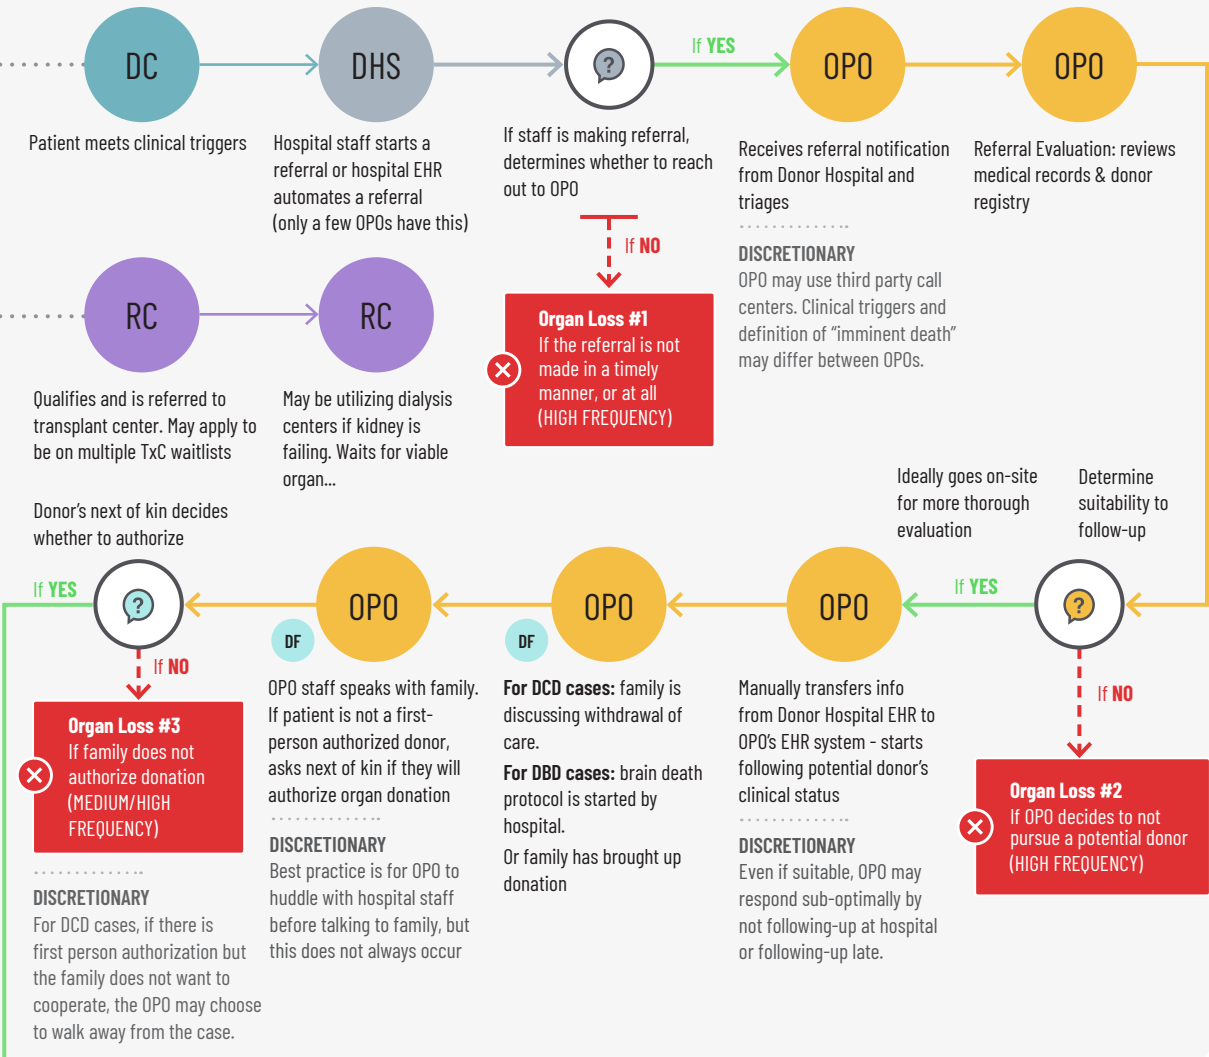 DC
Patient meets clinical triggers
DHS
Hospital staff starts a
referral or hospital EHR
automates a referral
(only a few OPOs have this)
?
If staff is making referral,
determines whether to reach
out to OPO
If YES
If NO
Organ Loss #1
If the referral is not
made in a timely
manner, or at all
(HIGH FREQUENCY)
OPO
Receives referral notification
from Donor Hospital and
triages
DISCRETIONARY
OPO may use third party call
centers. Clinical triggers and
definition of “imminent death”
may differ between OPOs.
OPO
Referral Evaluation: reviews
medical records & donor
registry
RC
Qualifies and is referred to
transplant center. May apply to
be on multiple TxC waitlists
RC
May be utilizing dialysis
centers if kidney is
failing. Waits for viable
organ...
Determine
suitability to
follow-up
?
If NO
Organ Loss #2
If OPO decides to not
pursue a potential donor
(HIGH FREQUENCY)
If YES
Ideally goes on-site
for more thorough
evaluation
OPO
Manually transfers info
from Donor Hospital EHR to
OPO’s EHR system - starts
following potential donor’s
clinical status
DISCRETIONARY
Even if suitable, OPO may
respond sub-optimally by
not following-up at hospital
or following-up late.
OPO
DF
For DCD cases: family is
discussing withdrawal of
care.
For DBD cases: brain death
protocol is started by
hospital.
Or family has brought up
donation
OPO
DF
OPO staff speaks with family.
If patient is not a first-
person authorized donor,
asks next of kin if they will
authorize organ donation
DISCRETIONARY
Best practice is for OPO to
huddle with hospital staff
before talking to family, but
this does not always occur
Donor’s next of kin decides
whether to authorize
?
If YES
If NO
Organ Loss #3
If family does not
authorize donation
(MEDIUM/HIGH
FREQUENCY)
DISCRETIONARY
For DCD cases, if there is
first person authorization but
the family does not want to
cooperate, the OPO may choose
to walk away from the case.